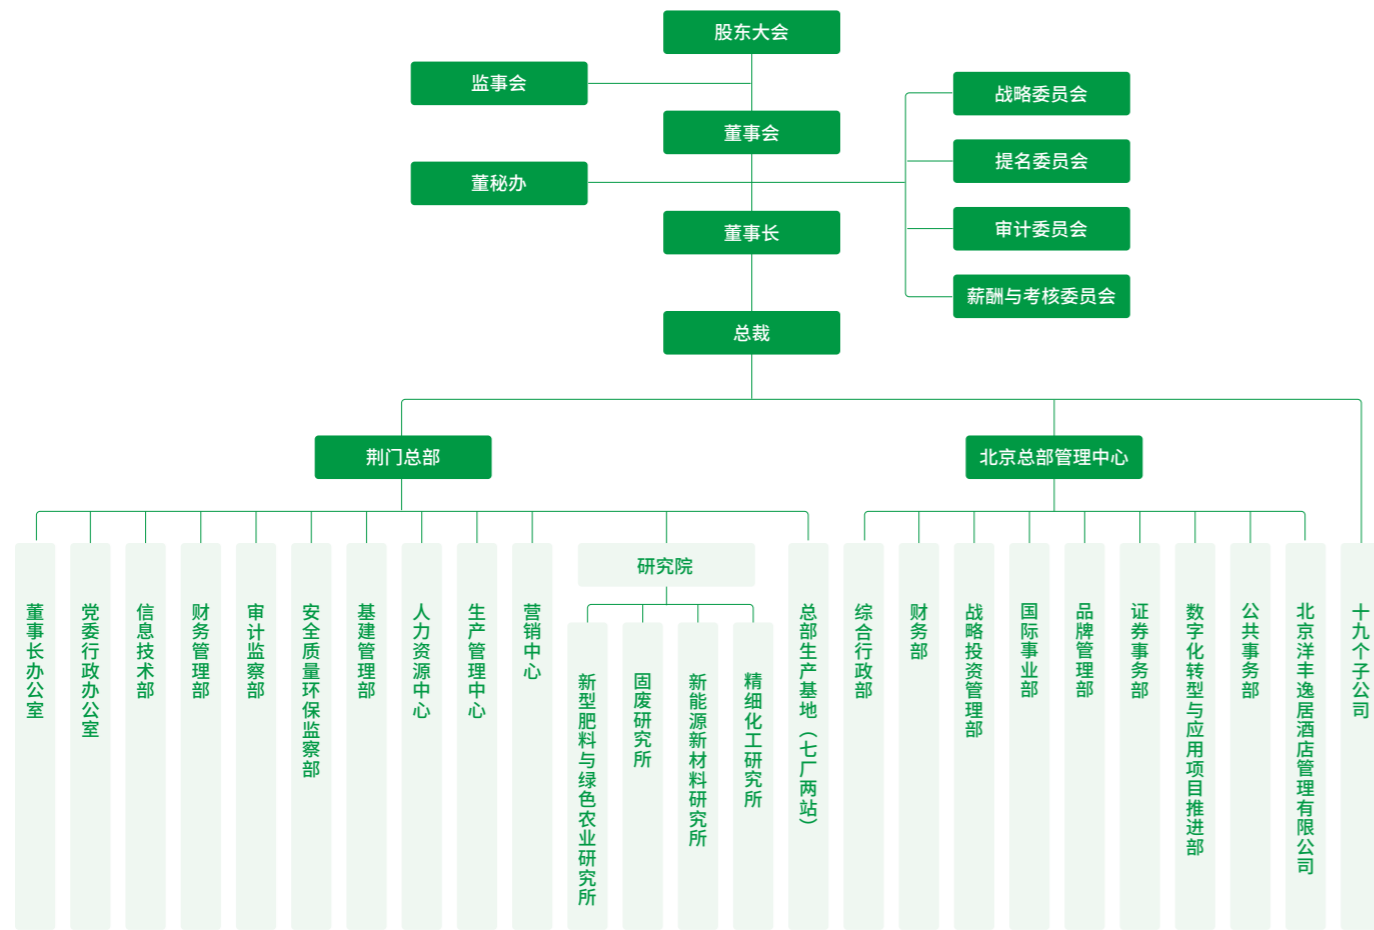 股东大会
监事会
董事会
董秘办
董事长
总裁
战略委员会
提名委员会
审计委员会
薪酬与考核委员会
荆门总部
北京总部管理中心
董事长办公室
党委行政办公室
信息技术部
财务管理部
审计监察部
安全质量环保监察部
基建管理部
人力资源中心
生产管理中心
营销中心
研究院
新型肥料与绿色农业研究所
固废研究所
新能源新材料研究所
精细化工研究所
总部生产基地（七厂两站）
综合行政部
财务部
战略投资管理部
国际事业部
品牌管理部
证券事务部
数字化转型与应用项目推进部
公共事务部
北京洋丰逸居酒店管理有限公司
十九个子公司